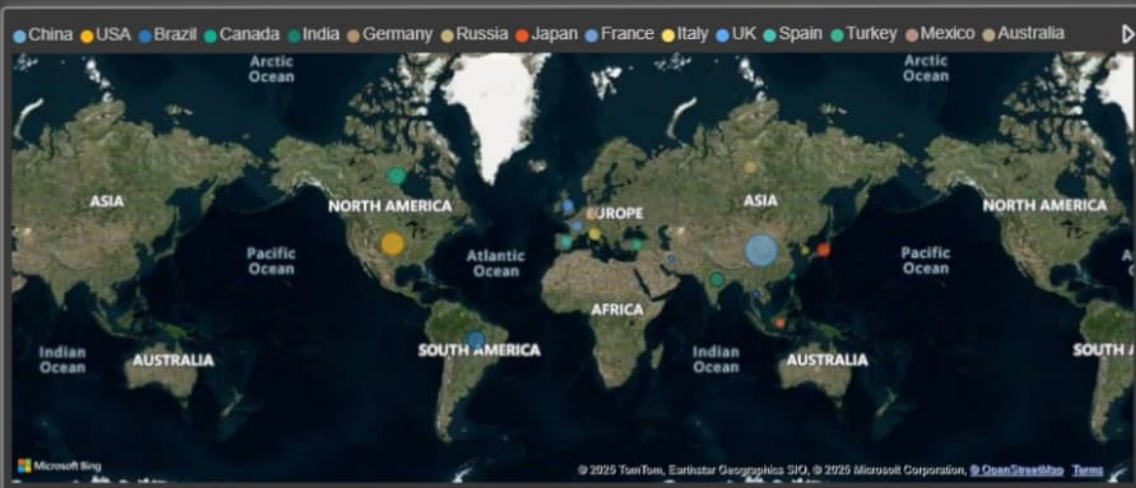 China USA Brazil Canada India Germany Russia Japan France Italy UK Spain Turkey Mexico Australia
Arctic
Ocean
Arctic
Ocean
ASIA
NORTH AMERICA
EUROPE
ASIA
NORTH AMERICA
Pacific
Ocean
Atlantic
Ocean
Pacific
Ocean
A
AFRICA
Indian
Ocean
AUSTRALIA
SOUTH AMERICA
Indian
Ocean
AUSTRALIA
SOUTH A
Microsoft Bing
© 2025 TomTom, Earthstar Geographics SIO, © 2025 Microsoft Corporation, © OpenStreetMap Terms